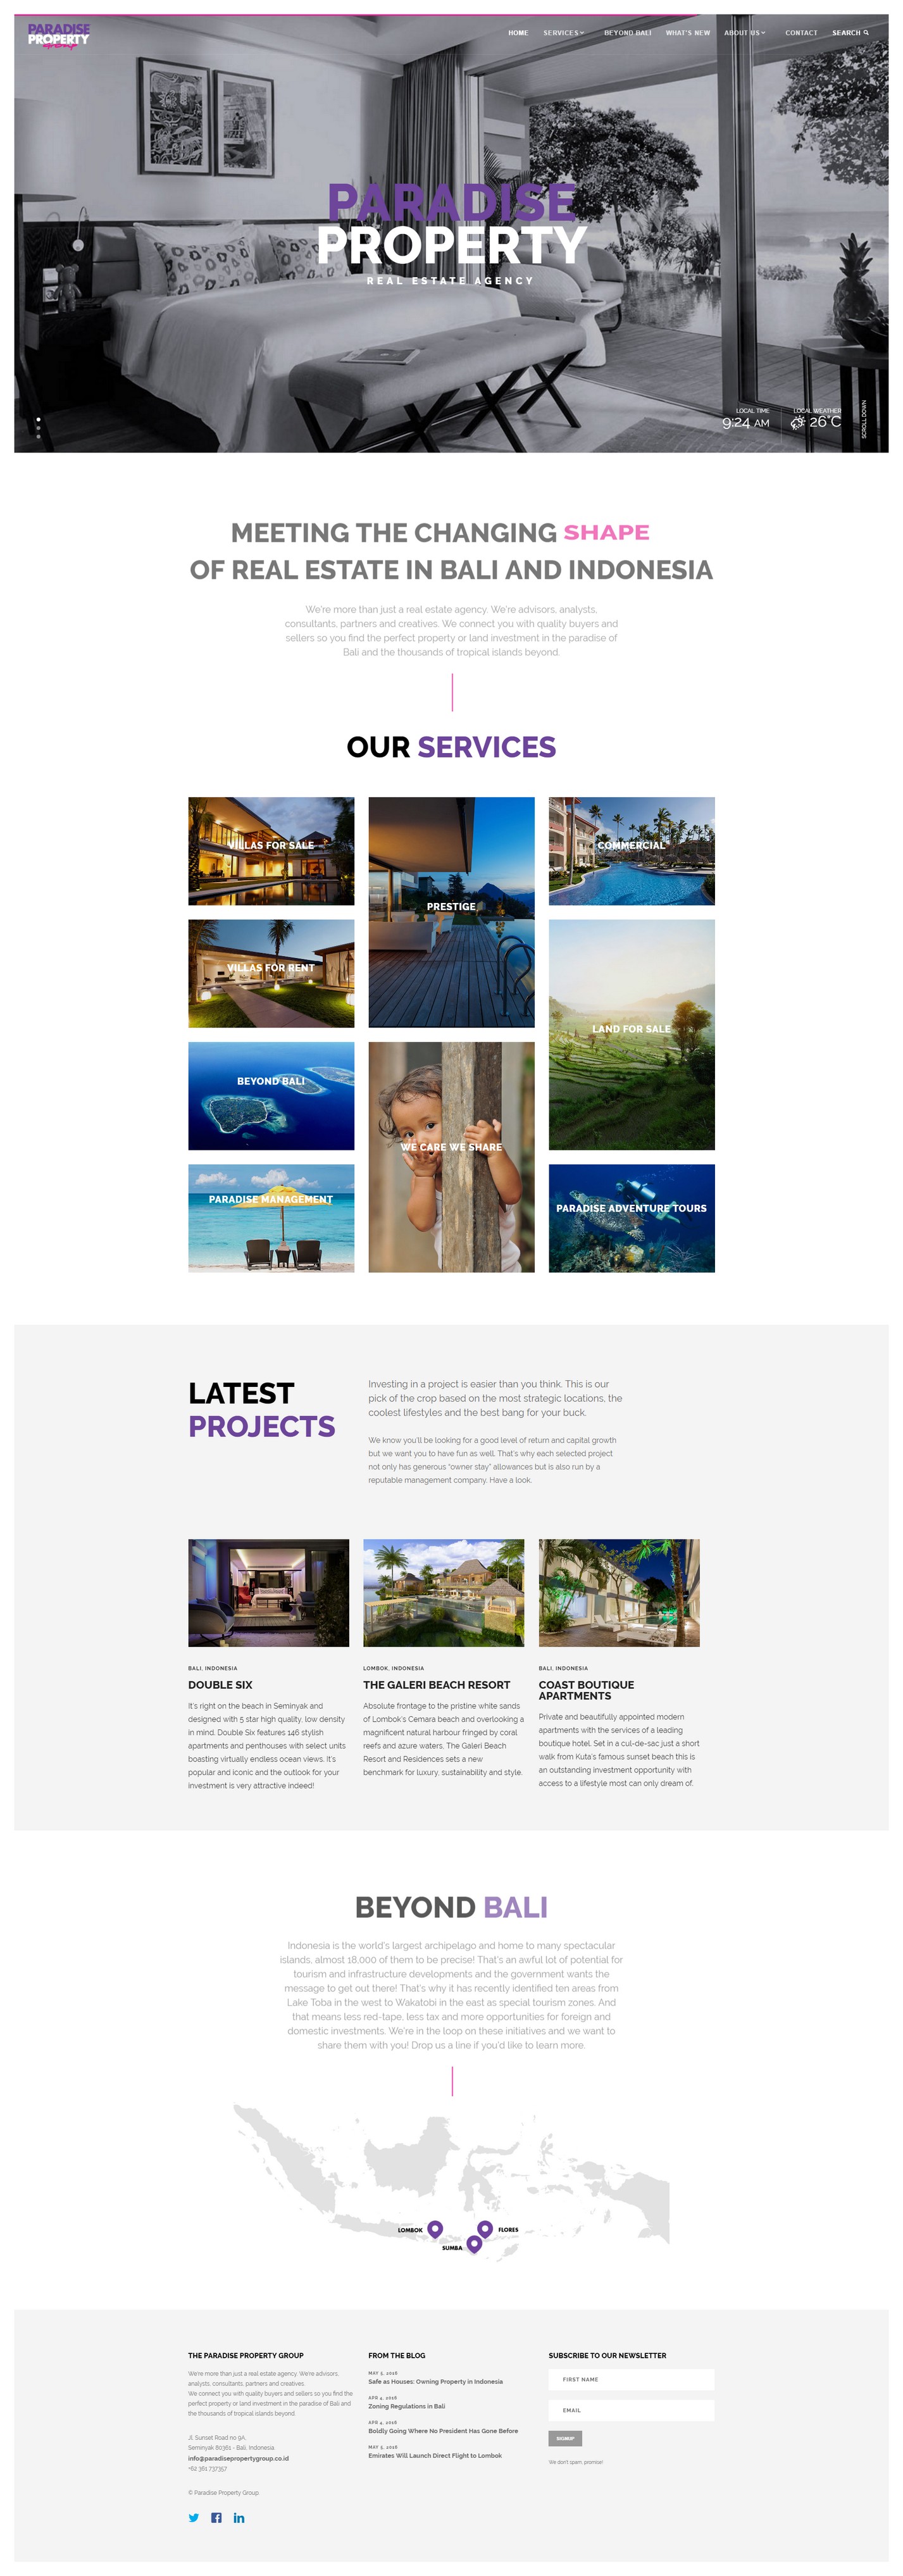 PARADISE
PROPERTY
Group
HOME SERVICES BEYOND BALI WHAT'S NEW ABOUT US CONTACT SEARCH
PARADISE
PROPERTY
REAL ESTATE AGENCY
LOCAL TIME
9:24 AM
LOCAL WEATHER
26°C
SCROLL DOWN
MEETING THE CHANGING SHAPE
OF REAL ESTATE IN BALI AND INDONESIA
We're more than just a real estate agency. We're advisors, analysts,
consultants, partners and creatives. We connect you with quality buyers and
sellers so you find the perfect property or land investment in the paradise of
Bali and the thousands of tropical islands beyond.
OUR SERVICES
VILLAS FOR SALE
PRESTIGE
COMMERCIAL
VILLAS FOR RENT
LAND FOR SALE
BEYOND BALI
WE CARE WE SHARE
PARADISE MANAGEMENT
PARADISE ADVENTURE TOURS
LATEST
PROJECTS
Investing in a project is easier than you think. This is our
pick of the crop based on the most strategic locations, the
coolest lifestyles and the best bang for your buck.
We know you'll be looking for a good level of return and capital growth
but we want you to have fun as well. That's why each selected project
not only has generous "owner stay" allowances but is also run by a
reputable management company. Have a look.
BALI, INDONESIA
DOUBLE SIX
It's right on the beach in Seminyak and
designed with 5 star high quality, low density
in mind. Double Six features 146 stylish
apartments and penthouses with select units
boasting virtually endless ocean views. It's
popular and iconic and the outlook for your
investment is very attractive indeed!
LOMBOK, INDONESIA
THE GALERI BEACH RESORT
Absolute frontage to the pristine white sands
of Lombok's Cemara beach and overlooking a
magnificent natural harbour fringed by coral
reefs and azure waters, The Galeri Beach
Resort and Residences sets a new
benchmark for luxury, sustainability and style.
BALI, INDONESIA
COAST BOUTIQUE
APARTMENTS
Private and beautifully appointed modern
apartments with the services of a leading
boutique hotel. Set in a cul-de-sac just a short
walk from Kuta's famous sunset beach this is
an outstanding investment opportunity with
access to a lifestyle most can only dream of.
BEYOND BALI
Indonesia is the world's largest archipelago and home to many spectacular
islands, almost 18,000 of them to be precise! That's an awful lot of potential for
tourism and infrastructure developments and the government wants the
message to get out there! That's why it has recently identified ten areas from
Lake Toba in the west to Wakatobi in the east as special tourism zones. And
that means less red-tape, less tax and more opportunities for foreign and
domestic investments. We're in the loop on these initiatives and we want to
share them with you! Drop us a line if you'd like to learn more.
LOMBOK
FLORES
SUMBA
THE PARADISE PROPERTY GROUP
We're more than just a real estate agency. We're advisors,
analysts, consultants, partners and creatives.
We connect you with quality buyers and sellers so you find the
perfect property or land investment in the paradise of Bali and
the thousands of tropical islands beyond.
Jl. Sunset Road no 9A,
Seminyak 80361 - Bali, Indonesia.
info@paradisepropertygroup.co.id
+62 361 737357
© Paradise Property Group
FROM THE BLOG
MAY 5, 2016
Safe as Houses: Owning Property in Indonesia
APR 4, 2016
Zoning Regulations in Bali
APR 4, 2016
Boldly Going Where No President Has Gone Before
MAY 5, 2016
Emirates Will Launch Direct Flight to Lombok
SUBSCRIBE TO OUR NEWSLETTER
FIRST NAME
EMAIL
SIGNUP
We don't spam, promise!